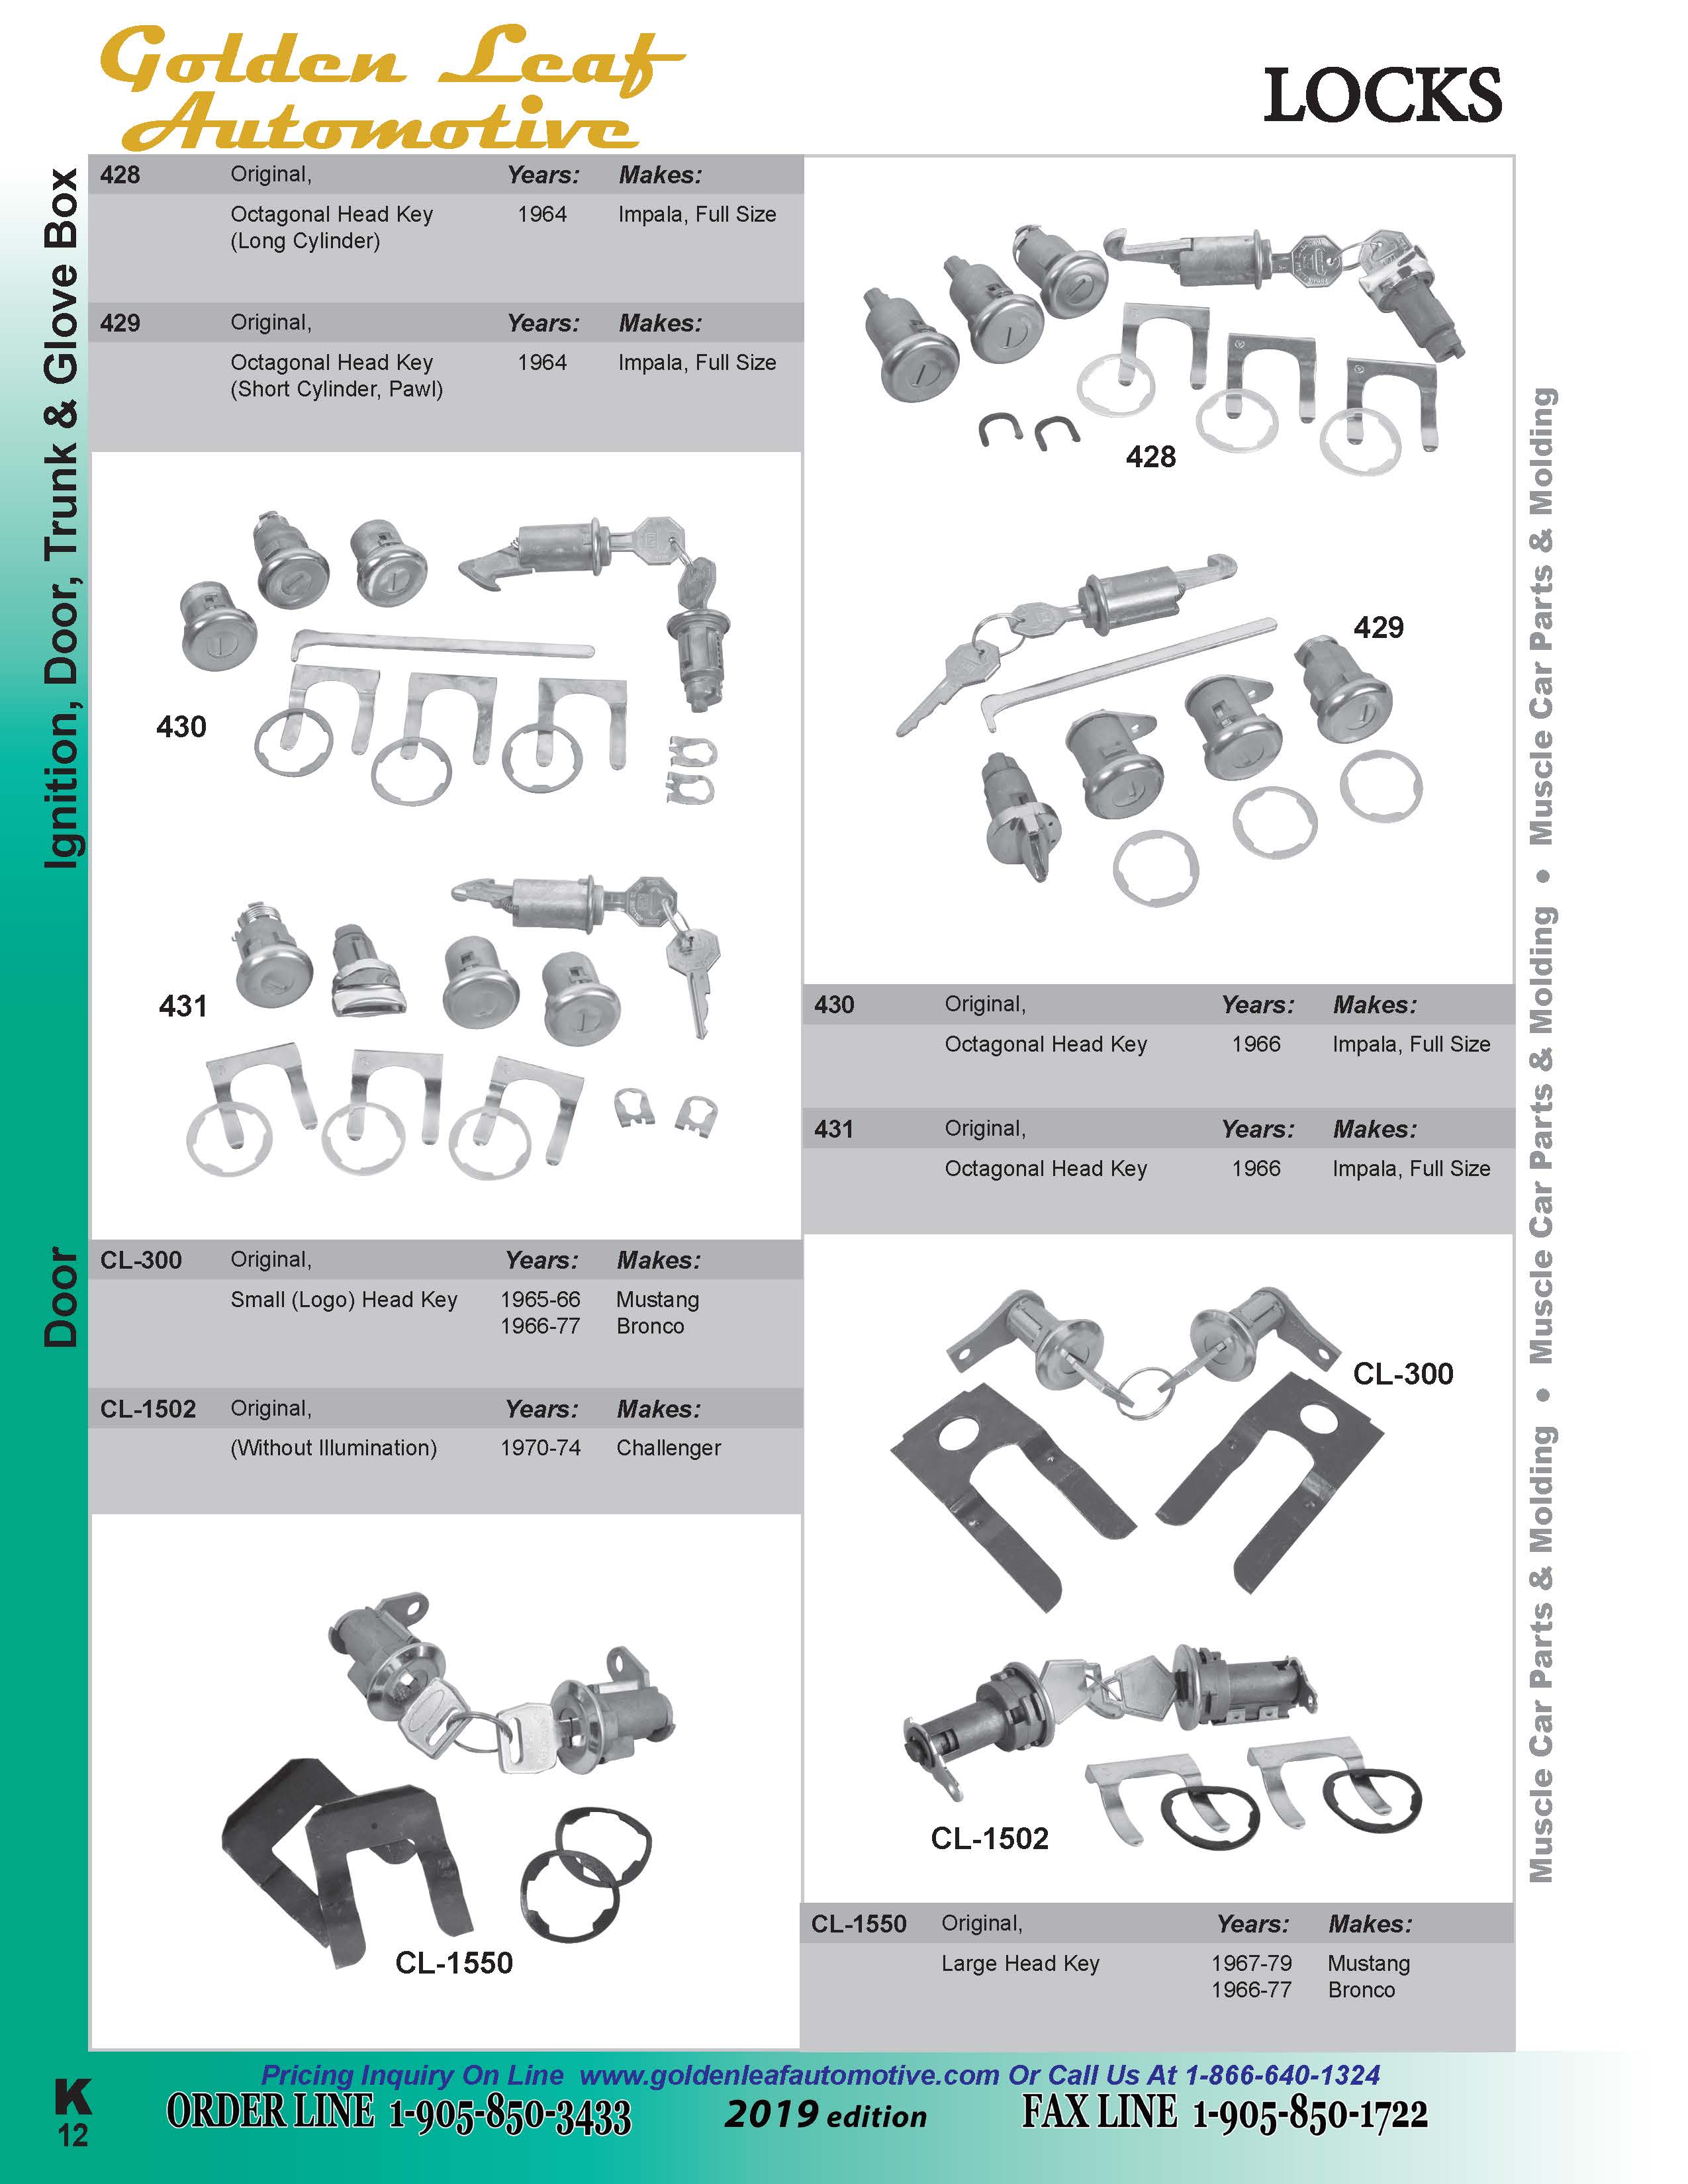 Golden Leaf
Automotive
LOCKS
Ignition, Door, Trunk & Glove Box
428 Original, Years: Makes:
Octagonal Head Key 1964 Impala, Full Size
(Long Cylinder)
429 Original, Years: Makes:
Octagonal Head Key 1964 Impala, Full Size
(Short Cylinder, Pawl)
428
429
430
431
430 Original, Years: Makes:
Octagonal Head Key 1966 Impala, Full Size
431 Original, Years: Makes:
Octagonal Head Key 1966 Impala, Full Size
Door
CL-300 Original, Years: Makes:
Small (Logo) Head Key 1965-66 Mustang
1966-77 Bronco
CL-1502 Original, Years: Makes:
(Without Illumination) 1970-74 Challenger
CL-300
CL-1502
CL-1550
CL-1550 Original, Years: Makes:
Large Head Key 1967-79 Mustang
1966-77 Bronco
Muscle Car Parts & Molding • Muscle Car Parts & Molding • Muscle Car Parts & Molding
Pricing Inquiry On Line www.goldenleafautomotive.com Or Call Us At 1-866-640-1324
K
12
ORDER LINE 1-905-850-3433 2019 edition FAX LINE 1-905-850-1722